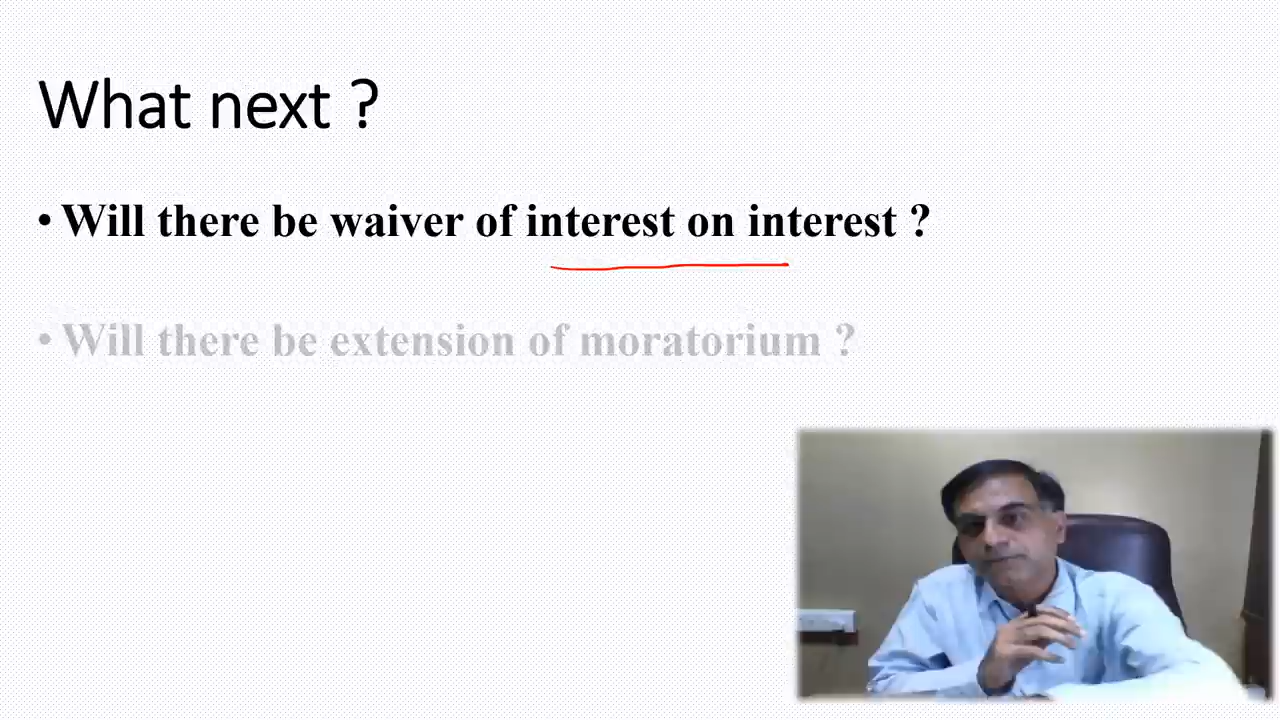 What next ?
• Will there be waiver of interest on interest ?
• Will there be extension of moratorium ?